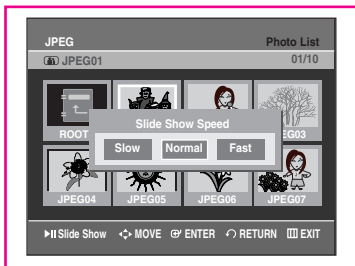 JPEG Photo List
JPEG01 01/10
Slide Show Speed
Slow Normal Fast
ROOT EG03
JPEG04 JPEG05 JPEG06 JPEG07
Slide Show MOVE ENTER RETURN EXIT